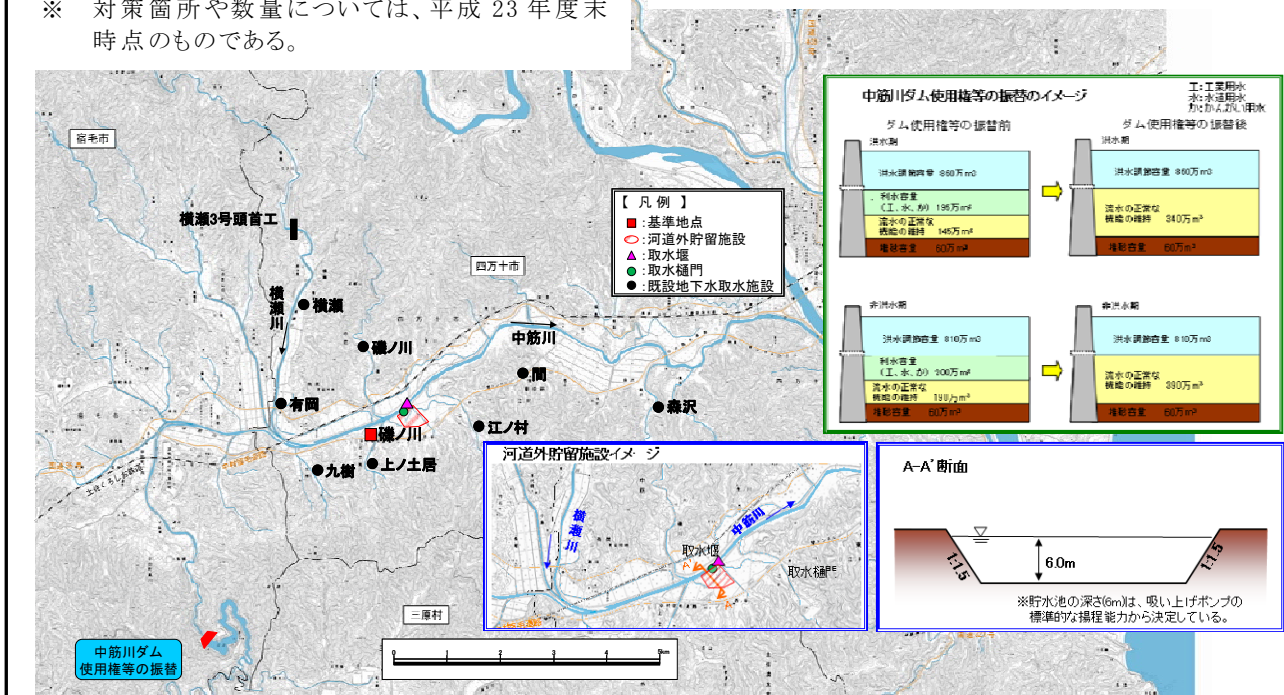 ※ 対策箇所や数量については、平成 23 年度末
時点のものである。
宿毛市
横瀬3号頭首工
横瀬川
横瀬
磯ノ川
有岡
四万十市
【 凡 例 】
■:基準地点
:河道外貯留施設
▲:取水堰
●:取水樋門
●:既設地下水取水施設
中筋川
間
森沢
江ノ村
磯ノ川
上ノ土居
九樹
三原村
中筋川ダム
使用権等の振替
0 1 2 3 4 5km
中筋川ダム使用権等の振替のイメージ
工:工業用水
水:水道用水
か:かんがい用水
ダム使用権等の振替前
ダム使用権等の振替後
洪水期
洪水調節容量 860万m3
利水容量
(工、水、か) 195万m³
流水の正常な
機能の維持 145万m³
堆砂容量 60万m³
洪水期
洪水調節容量 860万m3
流水の正常な
機能の維持 340万m³
堆砂容量 60万m³
非洪水期
洪水調節容量 810万m3
利水容量
(工、水、か) 200万m³
流水の正常な
機能の維持 190万m³
堆砂容量 60万m³
非洪水期
洪水調節容量 810万m3
流水の正常な
機能の維持 390万m³
堆砂容量 60万m³
河道外貯留施設イメージ
横瀬川
中筋川
取水堰
取水樋門
A
A'
A-A'断面
1:1.5
6.0m
1:1.5
※貯水池の深さ(6m)は、吸い上げポンプの
標準的な揚程能力から決定している。